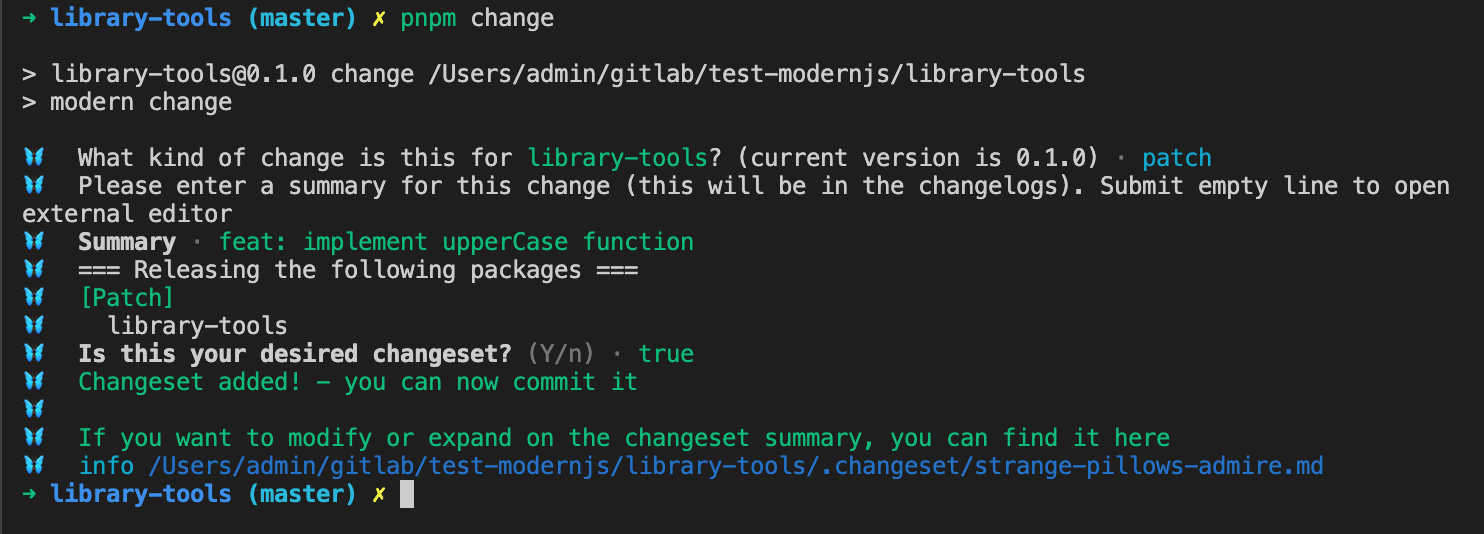 → library-tools (master) ✗ pnpm change
> library-tools@0.1.0 change /Users/admin/gitlab/test-modernjs/library-tools
> modern change
🦋 What kind of change is this for library-tools? (current version is 0.1.0) · patch
🦋 Please enter a summary for this change (this will be in the changelogs). Submit empty line to open
external editor
🦋 Summary · feat: implement upperCase function
🦋 === Releasing the following packages ===
🦋 [Patch]
🦋 library-tools
🦋 Is this your desired changeset? (Y/n) · true
🦋 Changeset added! - you can now commit it
🦋
🦋 If you want to modify or expand on the changeset summary, you can find it here
🦋 info /Users/admin/gitlab/test-modernjs/library-tools/.changeset/strange-pillows-admire.md
→ library-tools (master) ✗